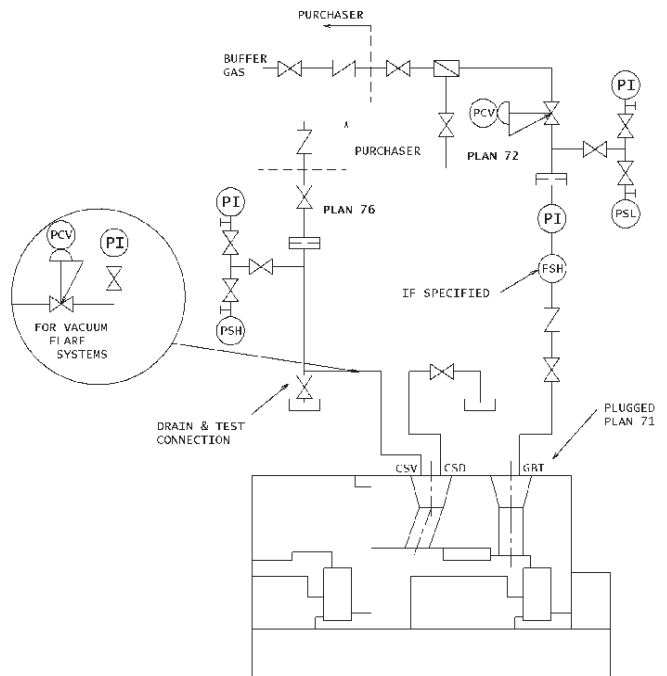 PURCHASER
BUFFER
GAS
PI
PCV
PURCHASER
PLAN 72
PI
PLAN 76
PI
PSL
PCV
PI
FSH
IF SPECIFIED
PSH
FOR VACUUM
FLARE
SYSTEMS
DRAIN & TEST
CONNECTION
PLUGGED
PLAN 71
CSV
CSD
GBT